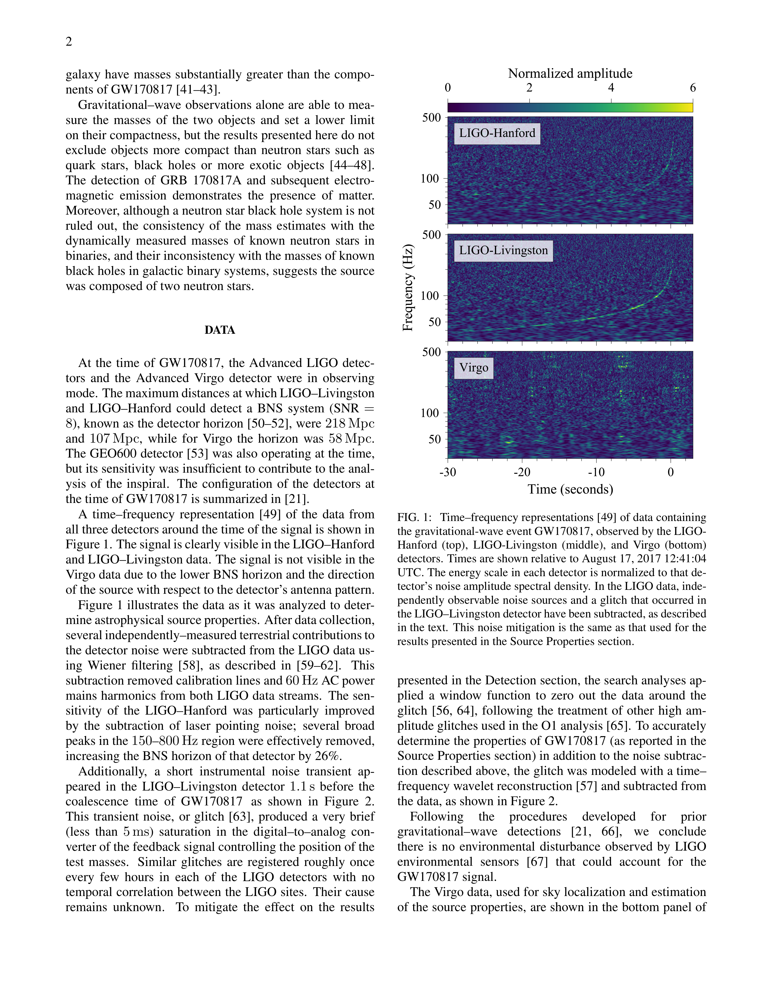 2
galaxy have masses substantially greater than the compo-
nents of GW170817 [41–43].
Gravitational–wave observations alone are able to mea-
sure the masses of the two objects and set a lower limit
on their compactness, but the results presented here do not
exclude objects more compact than neutron stars such as
quark stars, black holes or more exotic objects [44–48].
The detection of GRB 170817A and subsequent electro-
magnetic emission demonstrates the presence of matter.
Moreover, although a neutron star black hole system is not
ruled out, the consistency of the mass estimates with the
dynamically measured masses of known neutron stars in
binaries, and their inconsistency with the masses of known
black holes in galactic binary systems, suggests the source
was composed of two neutron stars.
DATA
At the time of GW170817, the Advanced LIGO detec-
tors and the Advanced Virgo detector were in observing
mode. The maximum distances at which LIGO–Livingston
and LIGO–Hanford could detect a BNS system (SNR =
8), known as the detector horizon [50–52], were 218 Mpc
and 107 Mpc, while for Virgo the horizon was 58 Mpc.
The GEO600 detector [53] was also operating at the time,
but its sensitivity was insufficient to contribute to the anal-
ysis of the inspiral. The configuration of the detectors at
the time of GW170817 is summarized in [21].
A time–frequency representation [49] of the data from
all three detectors around the time of the signal is shown in
Figure 1. The signal is clearly visible in the LIGO–Hanford
and LIGO–Livingston data. The signal is not visible in the
Virgo data due to the lower BNS horizon and the direction
of the source with respect to the detector's antenna pattern.
Figure 1 illustrates the data as it was analyzed to deter-
mine astrophysical source properties. After data collection,
several independently–measured terrestrial contributions to
the detector noise were subtracted from the LIGO data us-
ing Wiener filtering [58], as described in [59–62]. This
subtraction removed calibration lines and 60 Hz AC power
mains harmonics from both LIGO data streams. The sen-
sitivity of the LIGO–Hanford was particularly improved
by the subtraction of laser pointing noise; several broad
peaks in the 150–800 Hz region were effectively removed,
increasing the BNS horizon of that detector by 26%.
Additionally, a short instrumental noise transient ap-
peared in the LIGO–Livingston detector 1.1 s before the
coalescence time of GW170817 as shown in Figure 2.
This transient noise, or glitch [63], produced a very brief
(less than 5 ms) saturation in the digital–to–analog con-
verter of the feedback signal controlling the position of the
test masses. Similar glitches are registered roughly once
every few hours in each of the LIGO detectors with no
temporal correlation between the LIGO sites. Their cause
remains unknown. To mitigate the effect on the results
Normalized amplitude
0 2 4 6
500
LIGO-Hanford
100
50
500
LIGO-Livingston
100
50
Frequency (Hz)
500
Virgo
100
50
-30 -20 -10 0
Time (seconds)
FIG. 1: Time–frequency representations [49] of data containing
the gravitational-wave event GW170817, observed by the LIGO-
Hanford (top), LIGO-Livingston (middle), and Virgo (bottom)
detectors. Times are shown relative to August 17, 2017 12:41:04
UTC. The energy scale in each detector is normalized to that de-
tector's noise amplitude spectral density. In the LIGO data, inde-
pendently observable noise sources and a glitch that occurred in
the LIGO–Livingston detector have been subtracted, as described
in the text. This noise mitigation is the same as that used for the
results presented in the Source Properties section.
presented in the Detection section, the search analyses ap-
plied a window function to zero out the data around the
glitch [56, 64], following the treatment of other high am-
plitude glitches used in the O1 analysis [65]. To accurately
determine the properties of GW170817 (as reported in the
Source Properties section) in addition to the noise subtrac-
tion described above, the glitch was modeled with a time–
frequency wavelet reconstruction [57] and subtracted from
the data, as shown in Figure 2.
Following the procedures developed for prior
gravitational–wave detections [21, 66], we conclude
there is no environmental disturbance observed by LIGO
environmental sensors [67] that could account for the
GW170817 signal.
The Virgo data, used for sky localization and estimation
of the source properties, are shown in the bottom panel of